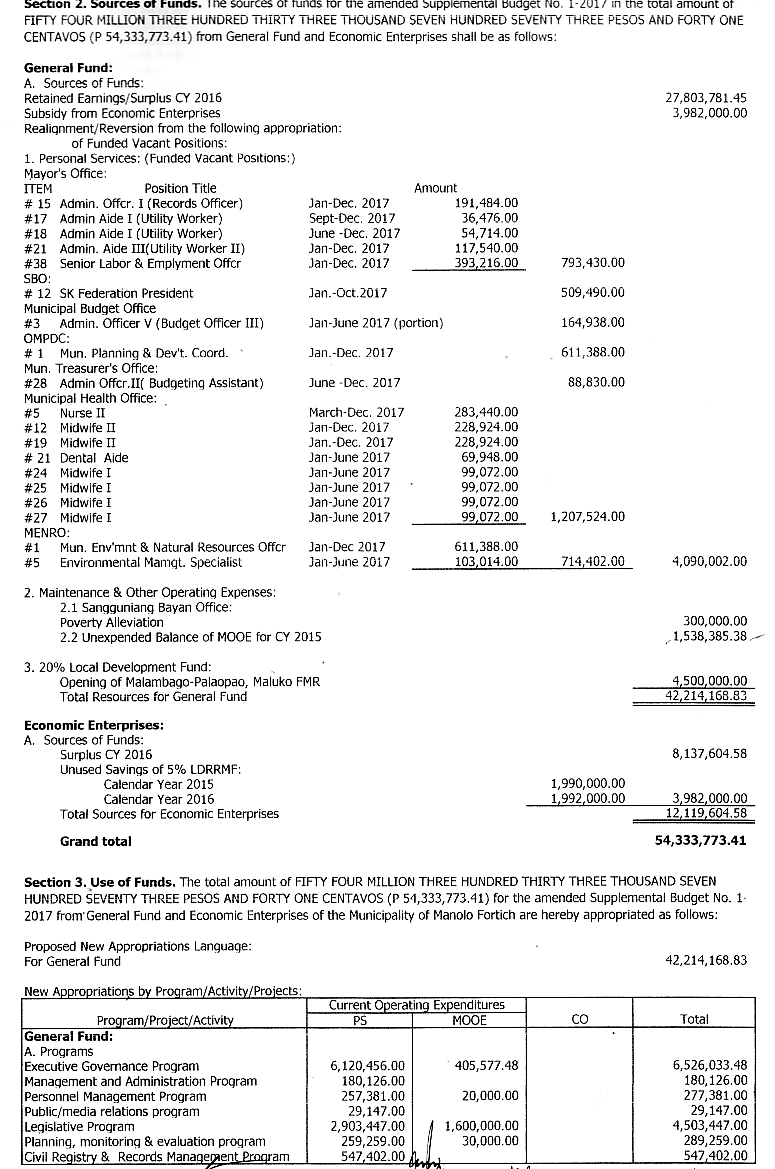 Section 2. Sources of Funds. The sources of funds for the amended Supplemental Budget No. 1-2017 in the total amount of
FIFTY FOUR MILLION THREE HUNDRED THIRTY THREE THOUSAND SEVEN HUNDRED SEVENTY THREE PESOS AND FORTY ONE
CENTAVOS (P 54,333,773.41) from General Fund and Economic Enterprises shall be as follows:
General Fund:
A. Sources of Funds:
Retained Earnings/Surplus CY 2016 27,803,781.45
Subsidy from Economic Enterprises 3,982,000.00
Realignment/Reversion from the following appropriation:
of Funded Vacant Positions:
1. Personal Services: (Funded Vacant Positions:)
Mayor's Office:
ITEM Position Title Amount
# 15 Admin. Offcr. I (Records Officer) Jan-Dec. 2017 191,484.00
#17 Admin Aide I (Utility Worker) Sept-Dec. 2017 36,476.00
#18 Admin Aide I (Utility Worker) June -Dec. 2017 54,714.00
#21 Admin. Aide III(Utility Worker II) Jan-Dec. 2017 117,540.00
#38 Senior Labor & Emplyment Offcr Jan-Dec. 2017 393,216.00 793,430.00
SBO:
# 12 SK Federation President Jan.-Oct.2017 509,490.00
Municipal Budget Office
#3 Admin. Officer V (Budget Officer III) Jan-June 2017 (portion) 164,938.00
OMPDC:
# 1 Mun. Planning & Dev't. Coord. Jan.-Dec. 2017 611,388.00
Mun. Treasurer's Office:
#28 Admin Offcr.II( Budgeting Assistant) June -Dec. 2017 88,830.00
Municipal Health Office:
#5 Nurse II March-Dec. 2017 283,440.00
#12 Midwife II Jan-Dec. 2017 228,924.00
#19 Midwife II Jan.-Dec. 2017 228,924.00
# 21 Dental Aide Jan-June 2017 69,948.00
#24 Midwife I Jan-June 2017 99,072.00
#25 Midwife I Jan-June 2017 99,072.00
#26 Midwife I Jan-June 2017 99,072.00
#27 Midwife I Jan-June 2017 99,072.00 1,207,524.00
MENRO:
#1 Mun. Env'mnt & Natural Resources Offcr Jan-Dec 2017 611,388.00
#5 Environmental Mamgt. Specialist Jan-June 2017 103,014.00 714,402.00 4,090,002.00
2. Maintenance & Other Operating Expenses:
2.1 Sangguniang Bayan Office:
Poverty Alleviation 300,000.00
2.2 Unexpended Balance of MOOE for CY 2015 1,538,385.38
3. 20% Local Development Fund:
Opening of Malambago-Palaopao, Maluko FMR 4,500,000.00
Total Resources for General Fund 42,214,168.83
Economic Enterprises:
A. Sources of Funds:
Surplus CY 2016 8,137,604.58
Unused Savings of 5% LDRRMF:
Calendar Year 2015 1,990,000.00
Calendar Year 2016 1,992,000.00 3,982,000.00
Total Sources for Economic Enterprises 12,119,604.58
Grand total 54,333,773.41
Section 3. Use of Funds. The total amount of FIFTY FOUR MILLION THREE HUNDRED THIRTY THREE THOUSAND SEVEN
HUNDRED SEVENTY THREE PESOS AND FORTY ONE CENTAVOS (P 54,333,773.41) for the amended Supplemental Budget No. 1-
2017 from General Fund and Economic Enterprises of the Municipality of Manolo Fortich are hereby appropriated as follows:
Proposed New Appropriations Language:
For General Fund 42,214,168.83
New Appropriations by Program/Activity/Projects:
Current Operating Expenditures
Program/Project/Activity PS MOOE CO Total
General Fund:
A. Programs
Executive Governance Program 6,120,456.00 405,577.48 6,526,033.48
Management and Administration Program 180,126.00 180,126.00
Personnel Management Program 257,381.00 20,000.00 277,381.00
Public/media relations program 29,147.00 29,147.00
Legislative Program 2,903,447.00 1,600,000.00 4,503,447.00
Planning, monitoring & evaluation program 259,259.00 30,000.00 289,259.00
Civil Registry & Records Management Program 547,402.00 547,402.00